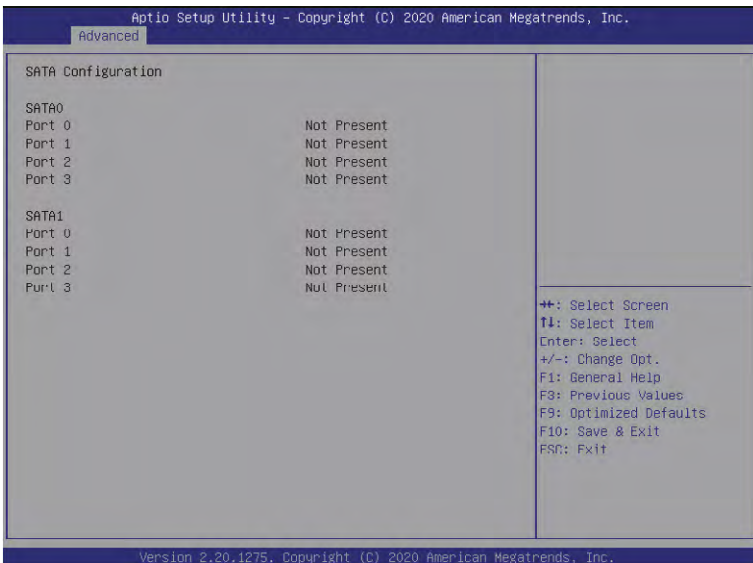 Aptio Setup Utility – Copyright (C) 2020 American Megatrends, Inc.
Advanced
SATA Configuration
SATA0
Port 0 Not Present
Port 1 Not Present
Port 2 Not Present
Port 3 Not Present
SATA1
Port 0 Not Present
Port 1 Not Present
Port 2 Not Present
Port 3 Not Present
→←: Select Screen
↑↓: Select Item
Enter: Select
+/-: Change Opt.
F1: General Help
F3: Previous Values
F9: Optimized Defaults
F10: Save & Exit
ESC: Exit
Version 2.20.1275. Copyright (C) 2020 American Megatrends, Inc.